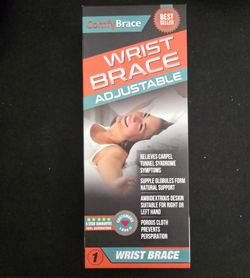 ComfyBrace
BEST
SELLER
WRIST
BRACE
ADJUSTABLE
RELIEVES CARPEL
TUNNEL SYNDROME
SYMPTOMS
SUPPLE GLOBULES FORM
NATURAL SUPPORT
AMBIDEXTROUS DESIGN
SUITABLE FOR RIGHT OR
LEFT HAND
POROUS CLOTH
PREVENTS
PERSPIRATION
1 WRIST BRACE